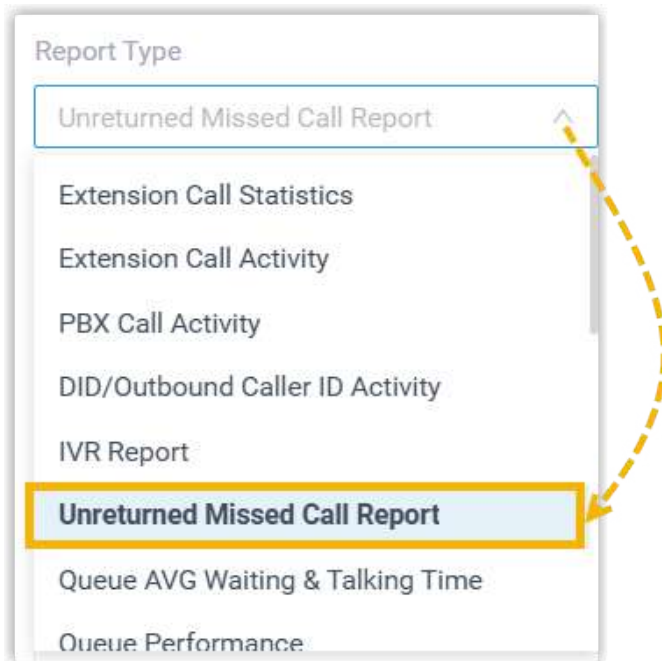 Report Type
Unreturned Missed Call Report
Extension Call Statistics
Extension Call Activity
PBX Call Activity
DID/Outbound Caller ID Activity
IVR Report
Unreturned Missed Call Report
Queue AVG Waiting & Talking Time
Queue Performance